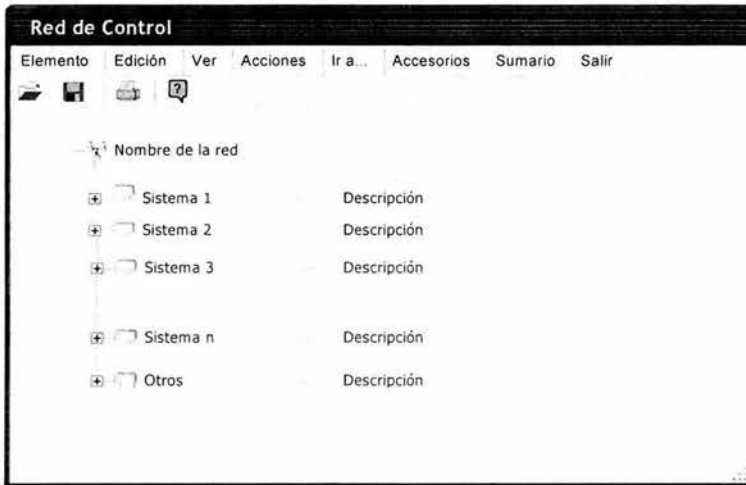 Red de Control
Elemento Edición Ver Acciones Ir a... Accesorios Sumario Salir
?
Nombre de la red
Sistema 1 Descripción
Sistema 2 Descripción
Sistema 3 Descripción
Sistema n Descripción
Otros Descripción